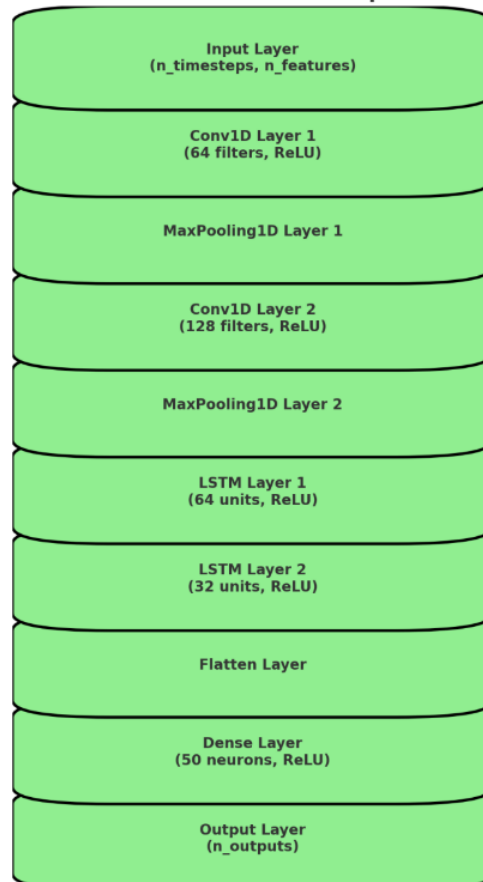 Input Layer
(n_timesteps, n_features)
Conv1D Layer 1
(64 filters, ReLU)
MaxPooling1D Layer 1
Conv1D Layer 2
(128 filters, ReLU)
MaxPooling1D Layer 2
LSTM Layer 1
(64 units, ReLU)
LSTM Layer 2
(32 units, ReLU)
Flatten Layer
Dense Layer
(50 neurons, ReLU)
Output Layer
(n_outputs)